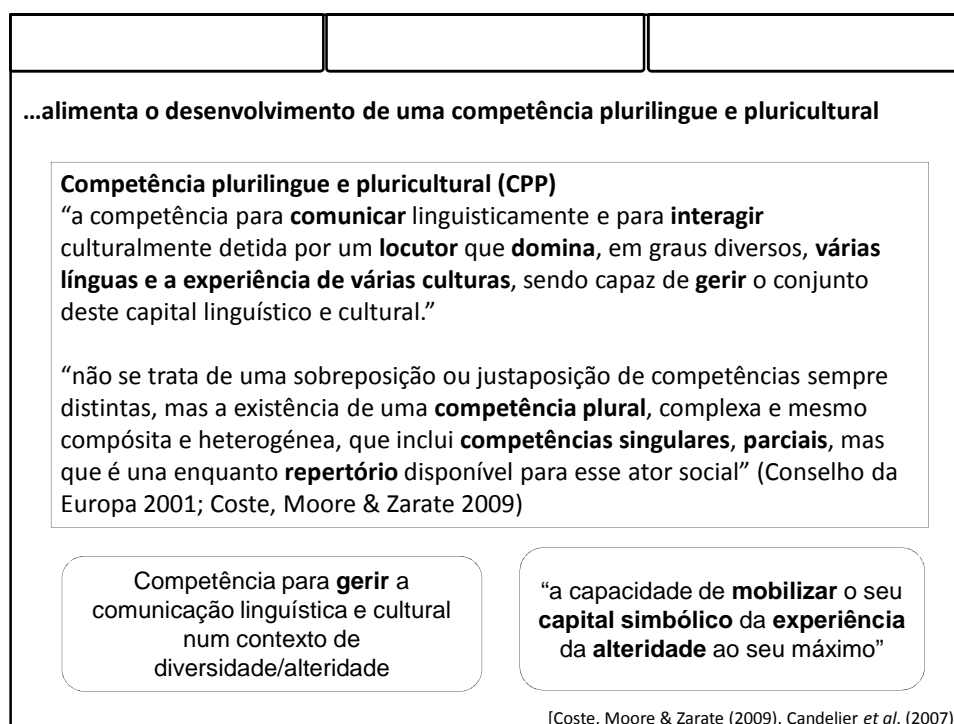 ...alimenta o desenvolvimento de uma competência plurilingue e pluricultural
Competência plurilingue e pluricultural (CPP)
“a competência para comunicar linguisticamente e para interagir
culturalmente detida por um locutor que domina, em graus diversos, várias
línguas e a experiência de várias culturas, sendo capaz de gerir o conjunto
deste capital linguístico e cultural.”
“não se trata de uma sobreposição ou justaposição de competências sempre
distintas, mas a existência de uma competência plural, complexa e mesmo
compósita e heterogénea, que inclui competências singulares, parciais, mas
que é una enquanto repertório disponível para esse ator social” (Conselho da
Europa 2001; Coste, Moore & Zarate 2009)
Competência para gerir a
comunicação linguística e cultural
num contexto de
diversidade/alteridade
“a capacidade de mobilizar o seu
capital simbólico da experiência
da alteridade ao seu máximo”
[Coste, Moore & Zarate (2009), Candelier et al. (2007)